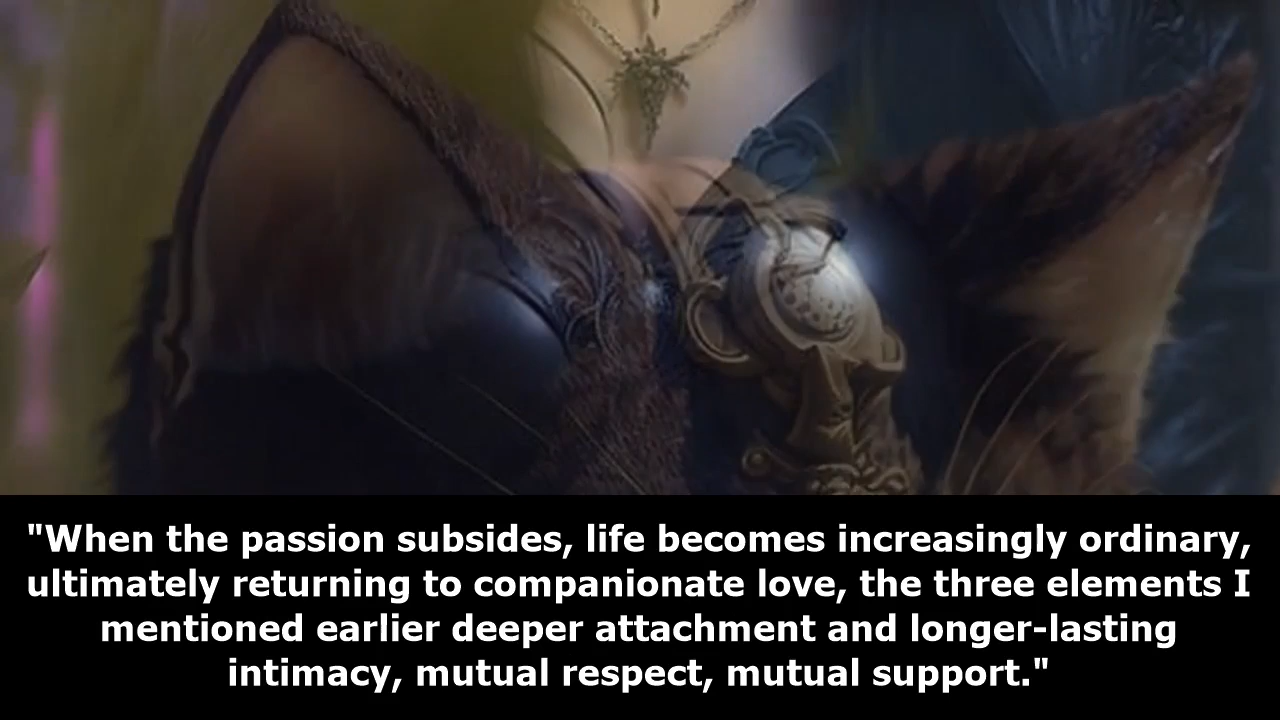 "When the passion subsides, life becomes increasingly ordinary,
ultimately returning to companionate love, the three elements I
mentioned earlier deeper attachment and longer-lasting
intimacy, mutual respect, mutual support."